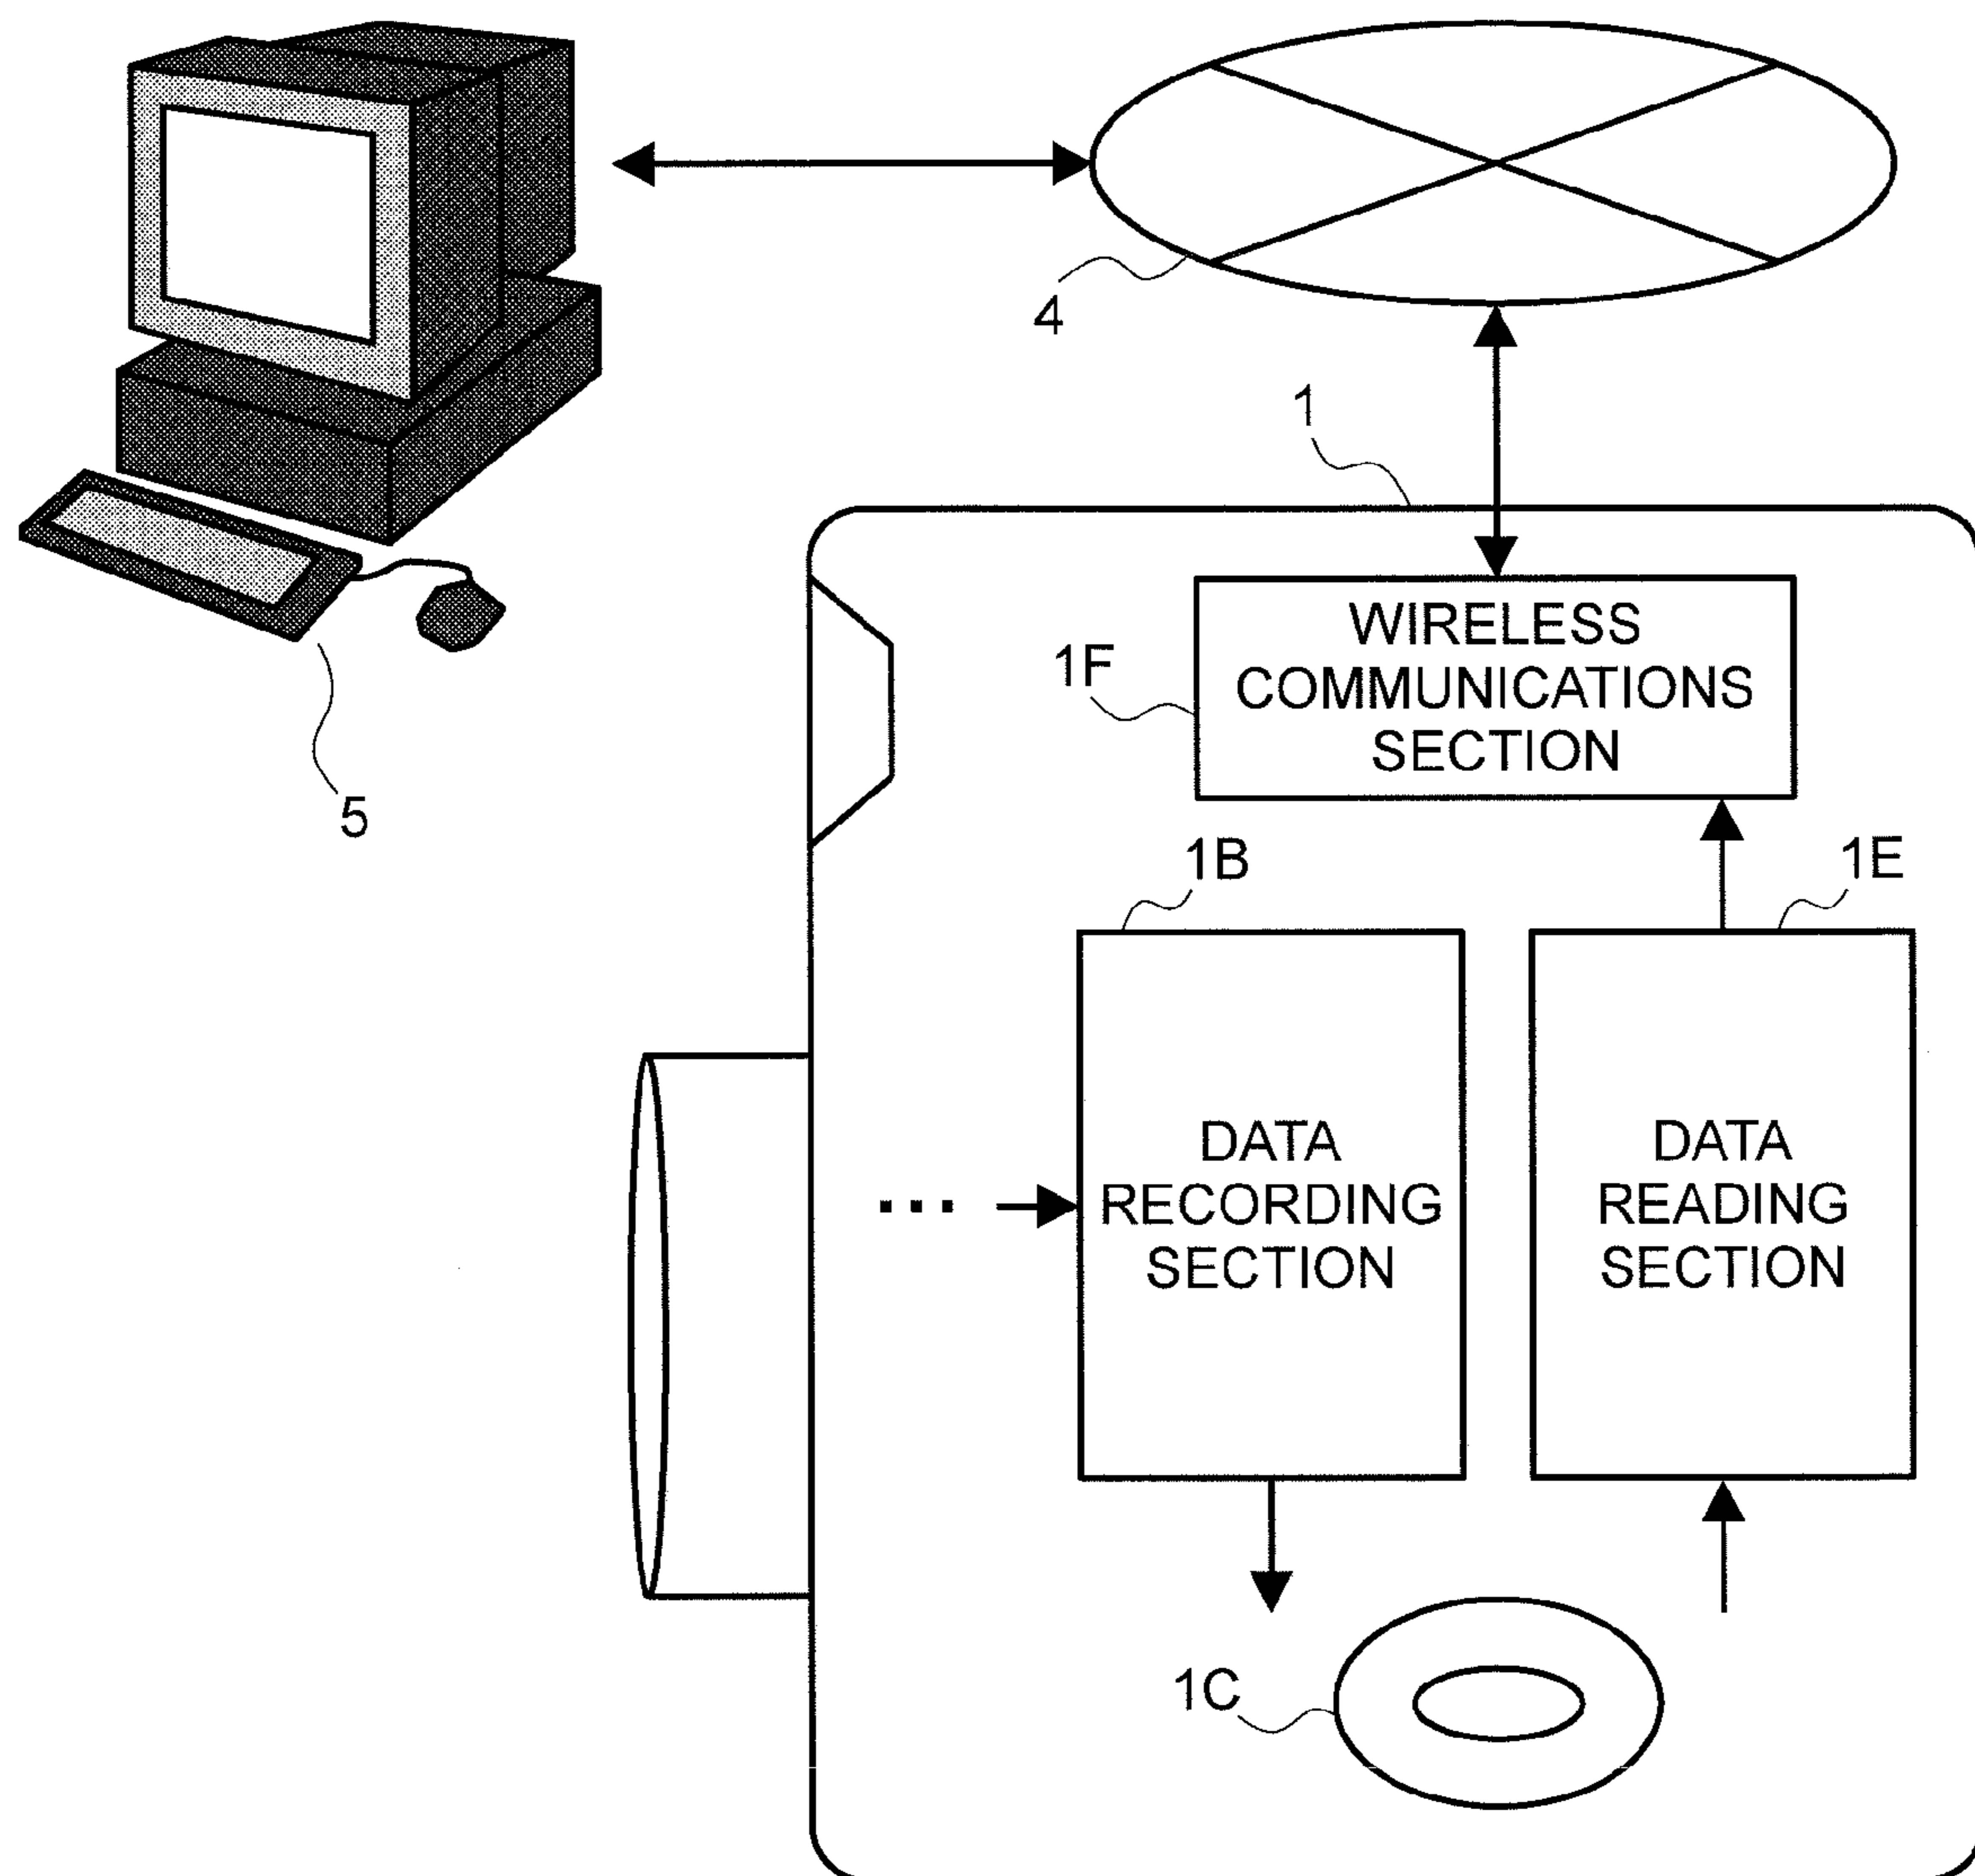 4
1
5
1F
WIRELESS
COMMUNICATIONS
SECTION
1B
1E
DATA
RECORDING
SECTION
DATA
READING
SECTION
...
1C